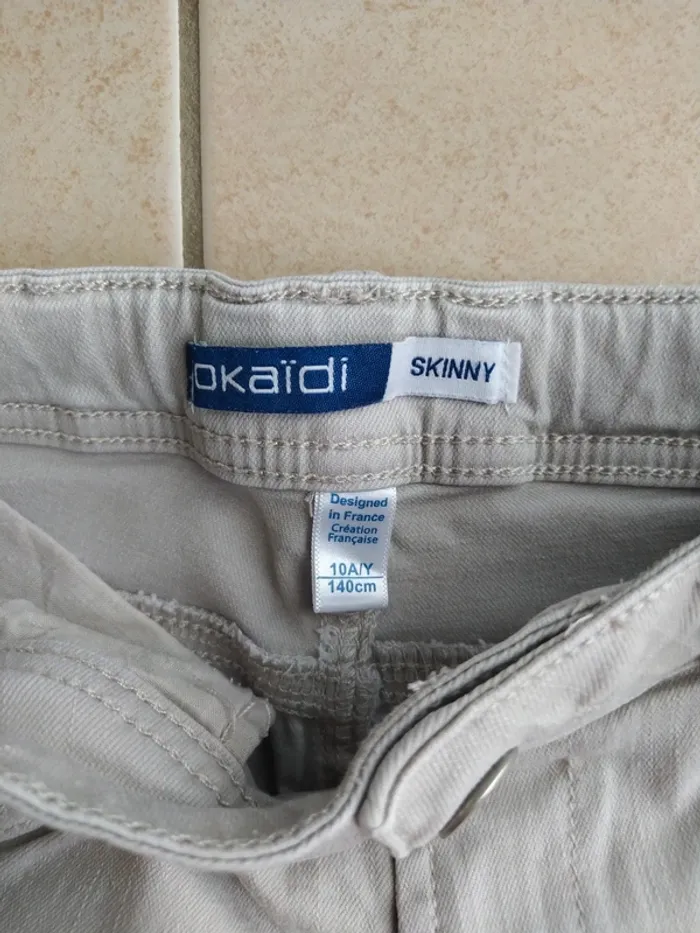 okaïdi
SKINNY
Designed
in France
Création
Française
10A/Y
140cm